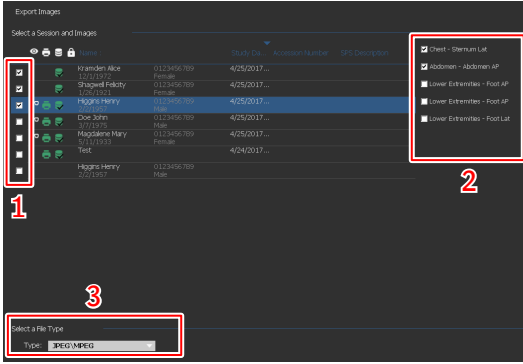 Export Images
Select a Session and Images
Name
Study Da... Accession Number SPS Description
Kramden Alice 0123456789 4/25/2017...
12/1/1972 Female
Shagwell Felicity 0123456789 4/25/2017...
1/26/1921 Female
Higgins Henry 0123456789 4/25/2017...
2/2/1957 Male
Doe John 0123456789 4/25/2017...
3/7/1975 Male
Magdalene Mary 0123456789 4/25/2017...
5/11/1933 Female
Test 4/24/2017...
Higgins Henry 0123456789
2/2/1957 Male
Chest - Sternum Lat
Abdomen - Abdomen AP
Lower Extremities - Foot AP
Lower Extremities - Foot AP
Lower Extremities - Foot Lat
1
2
3
Select a File Type
Type: JPEG\MPEG